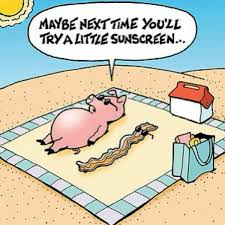 MAYBE NEXT TIME YOU'LL
TRY A LITTLE SUNSCREEN...